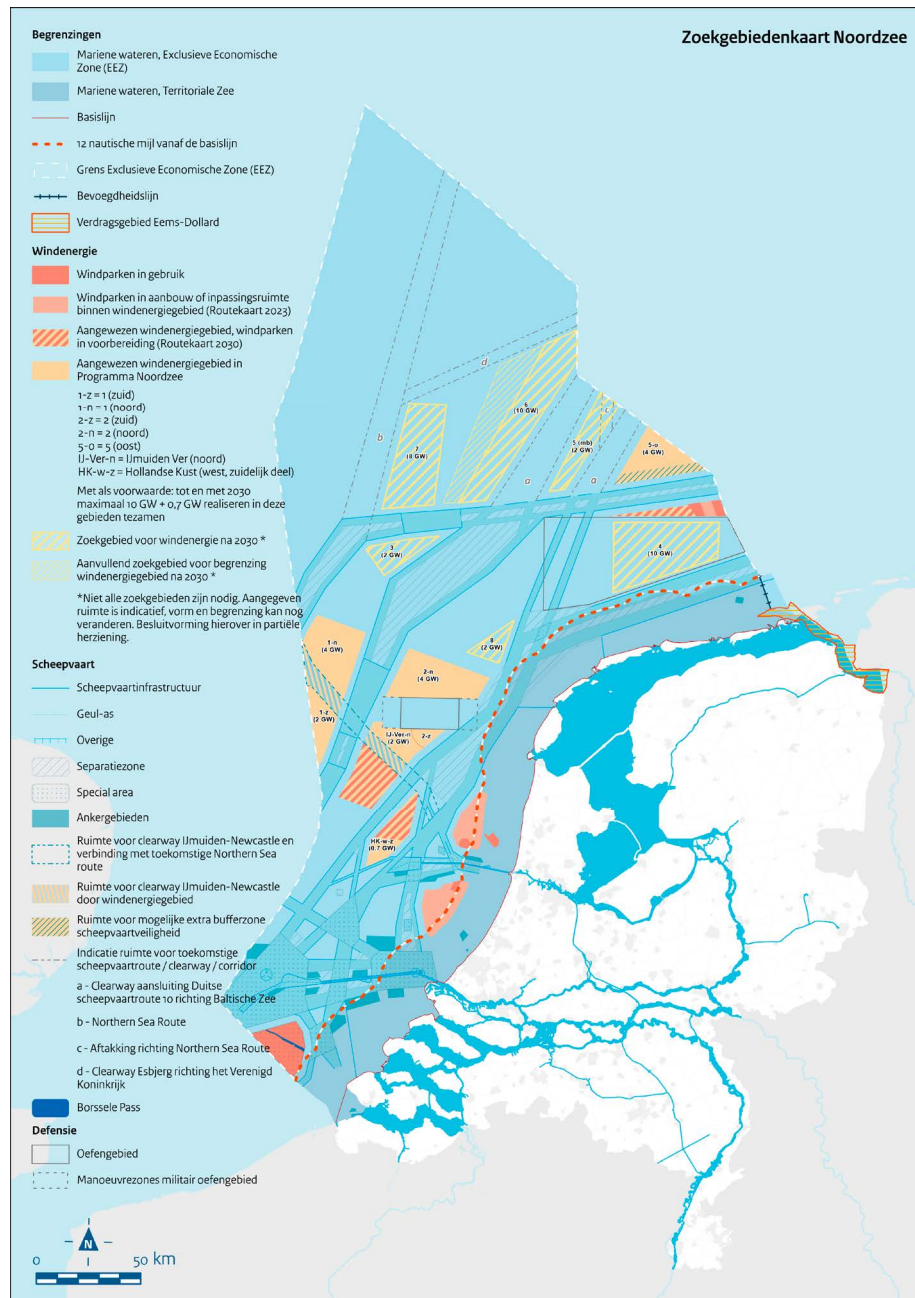 Zoekgebiedenkaart Noordzee
Begrenzingen
Mariene wateren, Exclusieve Economische
Zone (EEZ)
Mariene wateren, Territoriale Zee
Basislijn
12 nautische mijl vanaf de basislijn
Grens Exclusieve Economische Zone (EEZ)
Bevoegdheidslijn
Verdragsgebied Eems-Dollard
Windenergie
Windparken in gebruik
Windparken in aanbouw of inpassingsruimte
binnen windenergiegebied (Routekaart 2023)
Aangewezen windenergiegebied, windparken
in voorbereiding (Routekaart 2030)
Aangewezen windenergiegebied in
Programma Noordzee
1-z = 1 (zuid)
1-n = 1 (noord)
2-z = 2 (zuid)
2-n = 2 (noord)
5-o = 5 (oost)
IJ-Ver-n = IJmuiden Ver (noord)
HK-w-z = Hollandse Kust (west, zuidelijk deel)
Met als voorwaarde: tot en met 2030
maximaal 10 GW + 0,7 GW realiseren in deze
gebieden tezamen
Zoekgebied voor windenergie na 2030 *
Aanvullend zoekgebied voor begrenzing
windenergiegebied na 2030 *
*Niet alle zoekgebieden zijn nodig. Aangegeven
ruimte is indicatief, vorm en begrenzing kan nog
veranderen. Besluitvorming hierover in partiële
herziening.
Scheepvaart
Scheepvaartinfrastructuur
Geul-as
Overige
Separatiezone
Special area
Ankergebieden
Ruimte voor clearway IJmuiden-Newcastle en
verbinding met toekomstige Northern Sea
route
Ruimte voor clearway IJmuiden-Newcastle
door windenergiegebied
Ruimte voor mogelijke extra bufferzone
scheepvaartveiligheid
Indicatie ruimte voor toekomstige
scheepvaartroute / clearway / corridor
a - Clearway aansluiting Duitse
scheepvaartroute 10 richting Baltische Zee
b - Northern Sea Route
c - Aftakking richting Northern Sea Route
d - Clearway Esbjerg richting het Verenigd
Koninkrijk
Borssele Pass
Defensie
Oefengebied
Manoeuvrezones militair oefengebied
N
0 50 km
d
6
(10 GW)
c
b
7
(8 GW)
5 (mb)
(2 GW)
5-o
(4 GW)
a
a
3
(2 GW)
4
(10 GW)
8
(2 GW)
1-n
(4 GW)
2-n
(4 GW)
1-z
(2 GW)
IJ-Ver-n
(2 GW)
2-z
HK-w-z
(0.7 GW)